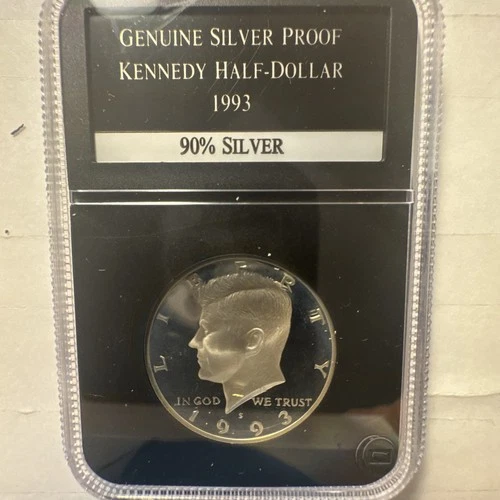 GENUINE SILVER PROOF
KENNEDY HALF-DOLLAR
1993
90% SILVER
LIBERTY
IN GOD WE TRUST
S
1993